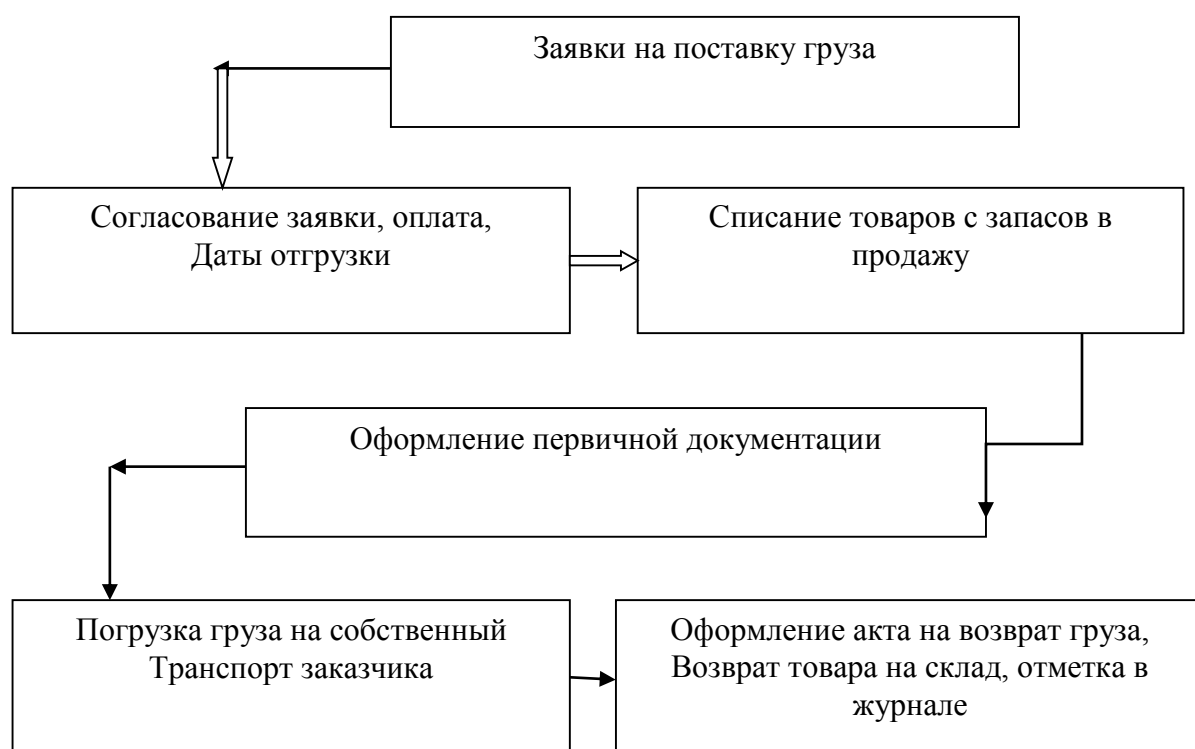 Заявки на поставку груза
Согласование заявки, оплата,
Даты отгрузки
Списание товаров с запасов в
продажу
Оформление первичной документации
Погрузка груза на собственный
Транспорт заказчика
Оформление акта на возврат груза,
Возврат товара на склад, отметка в
журнале